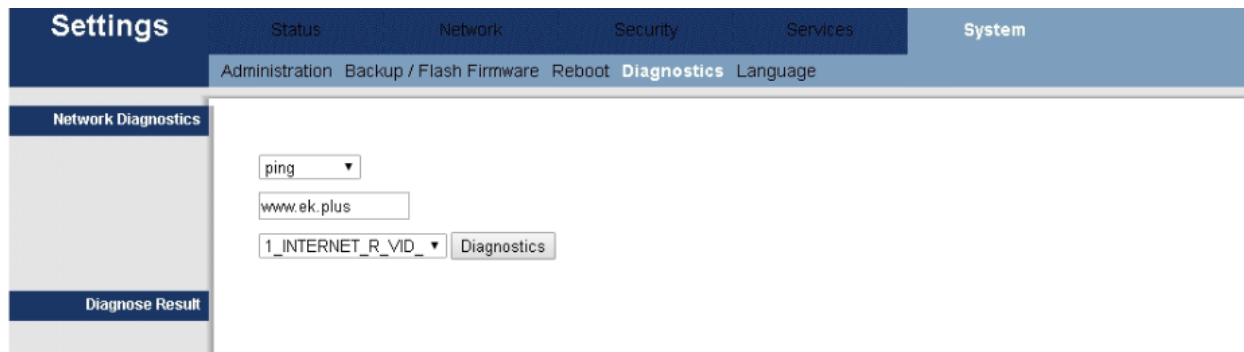 Settings Status Network Security Services System
Administration Backup / Flash Firmware Reboot Diagnostics Language
Network Diagnostics
ping
www.ek.plus
1_INTERNET_R_VID_ Diagnostics
Diagnose Result